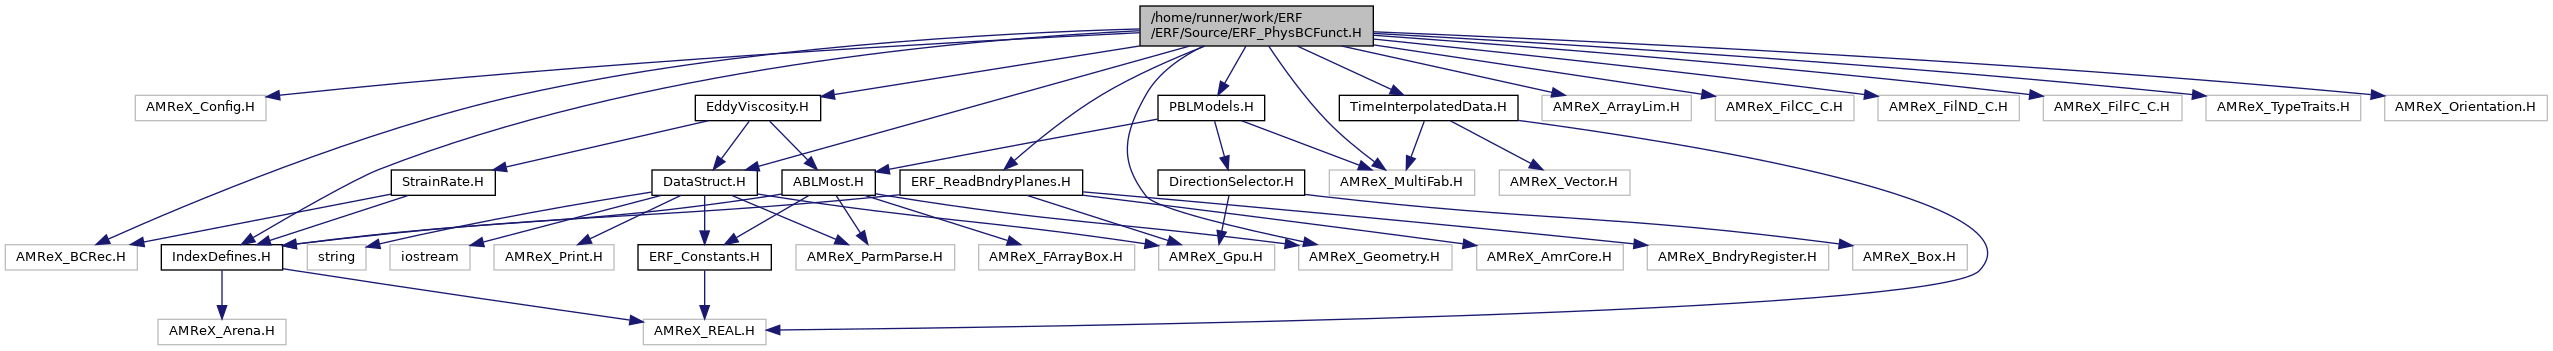 /home/runner/work/ERF
/ERF/Source/ERF_PhysBCFunct.H
AMReX_Config.H
EddyViscosity.H
PBLModels.H
TimeInterpolatedData.H
AMReX_ArrayLim.H
AMReX_FilCC_C.H
AMReX_FilND_C.H
AMReX_FilFC_C.H
AMReX_TypeTraits.H
AMReX_Orientation.H
StrainRate.H
DataStruct.H
ABLMost.H
ERF_ReadBndryPlanes.H
DirectionSelector.H
AMReX_MultiFab.H
AMReX_Vector.H
AMReX_BCRec.H
IndexDefines.H
string
iostream
AMReX_Print.H
ERF_Constants.H
AMReX_ParmParse.H
AMReX_FArrayBox.H
AMReX_Gpu.H
AMReX_Geometry.H
AMReX_AmrCore.H
AMReX_BndryRegister.H
AMReX_Box.H
AMReX_Arena.H
AMReX_REAL.H